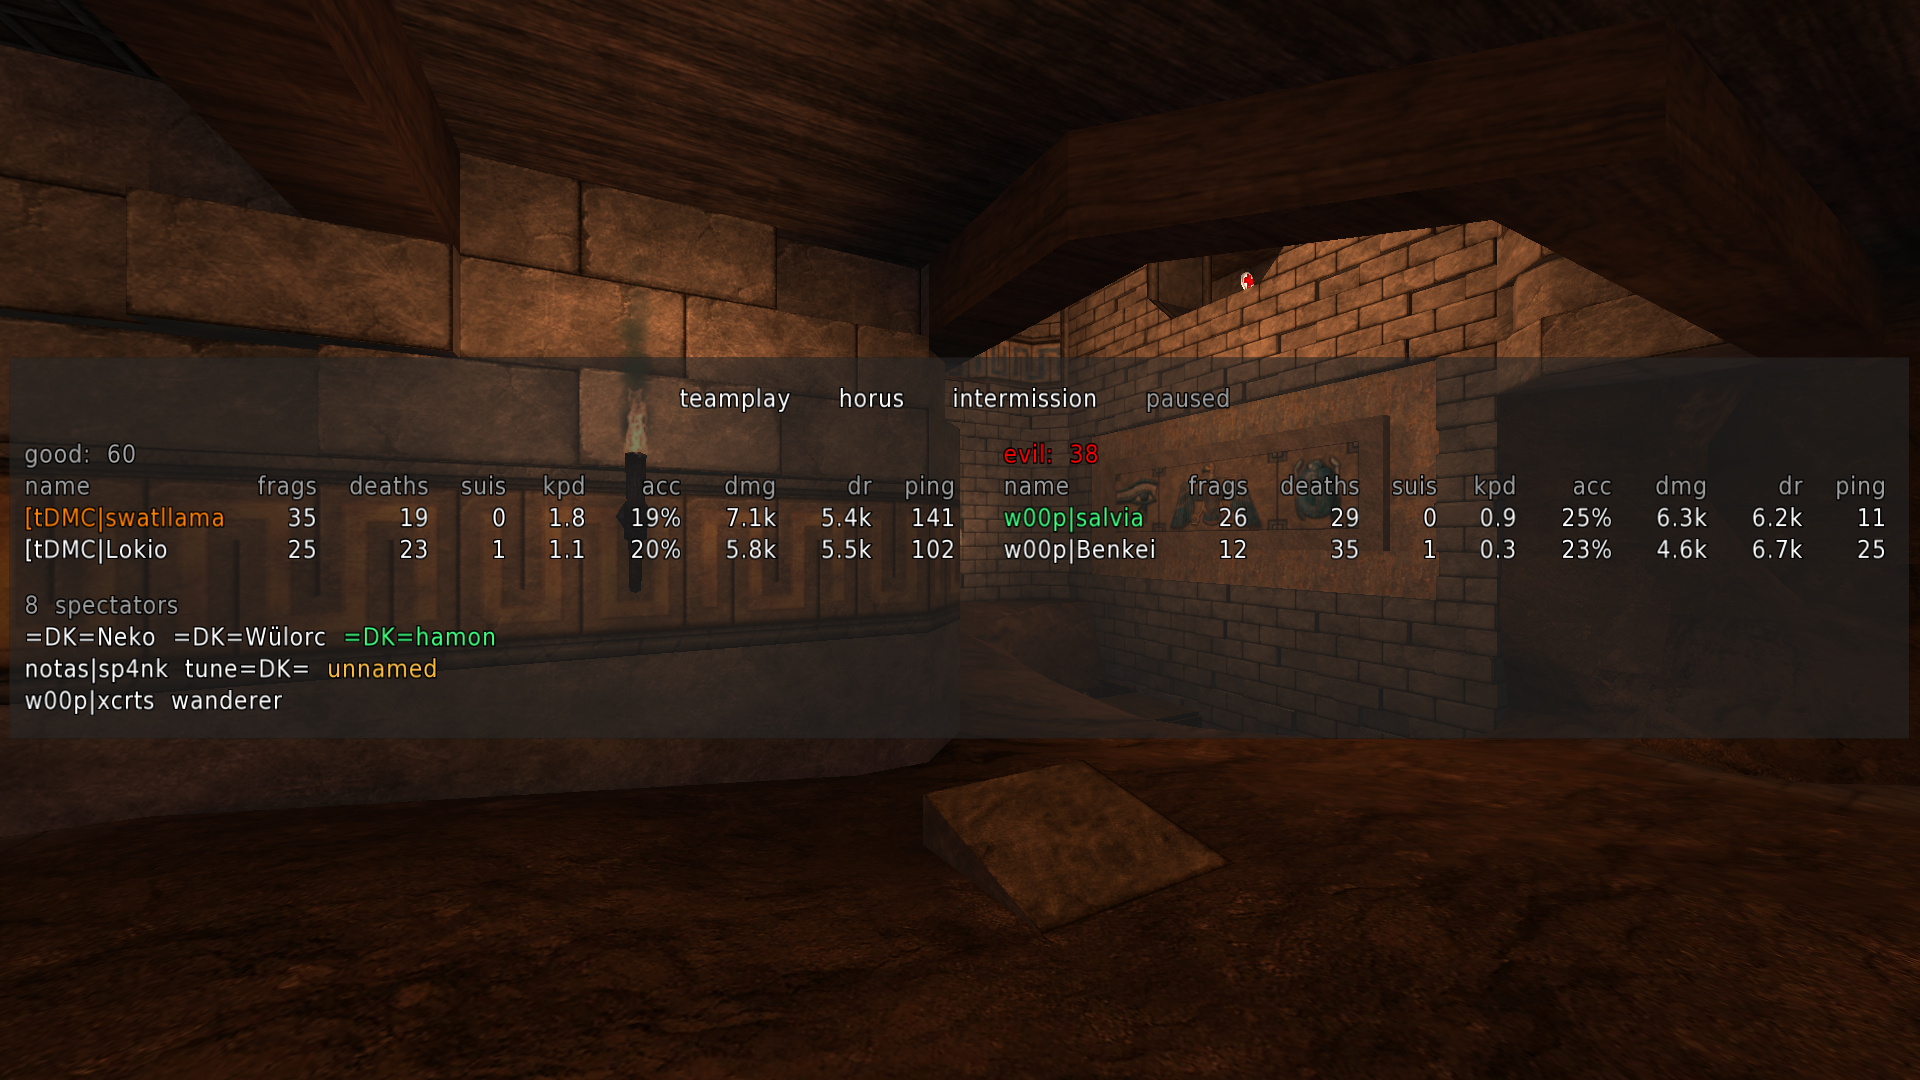 teamplay horus intermission paused
good: 60
name frags deaths suis kpd acc dmg dr ping
[tDMC|swatllama 35 19 0 1.8 19% 7.1k 5.4k 141
[tDMC|Lokio 25 23 1 1.1 20% 5.8k 5.5k 102
evil: 38
name frags deaths suis kpd acc dmg dr ping
w00p|salvia 26 29 0 0.9 25% 6.3k 6.2k 11
w00p|Benkei 12 35 1 0.3 23% 4.6k 6.7k 25
8 spectators
=DK=Neko =DK=Wülorc =DK=hamon
notas|sp4nk tune=DK= unnamed
w00p|xcrts wanderer